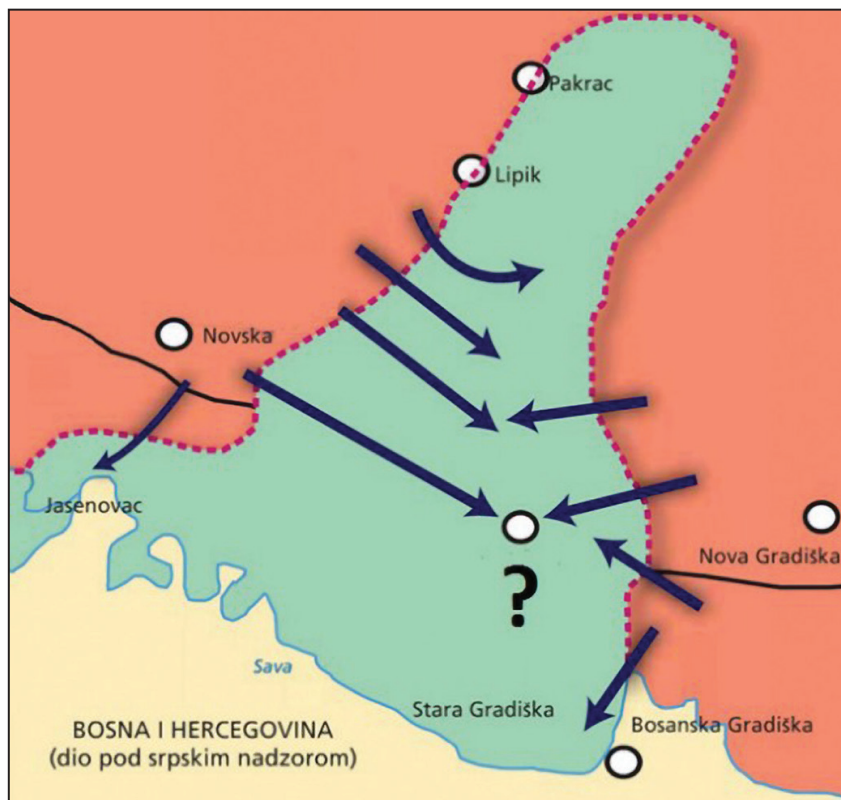 Pakrac
Lipik
Novska
Jasenovac
Nova Gradiška
?
Sava
Stara Gradiška
Bosanska Gradiška
BOSNA I HERCEGOVINA
(dio pod srpskim nadzorom)